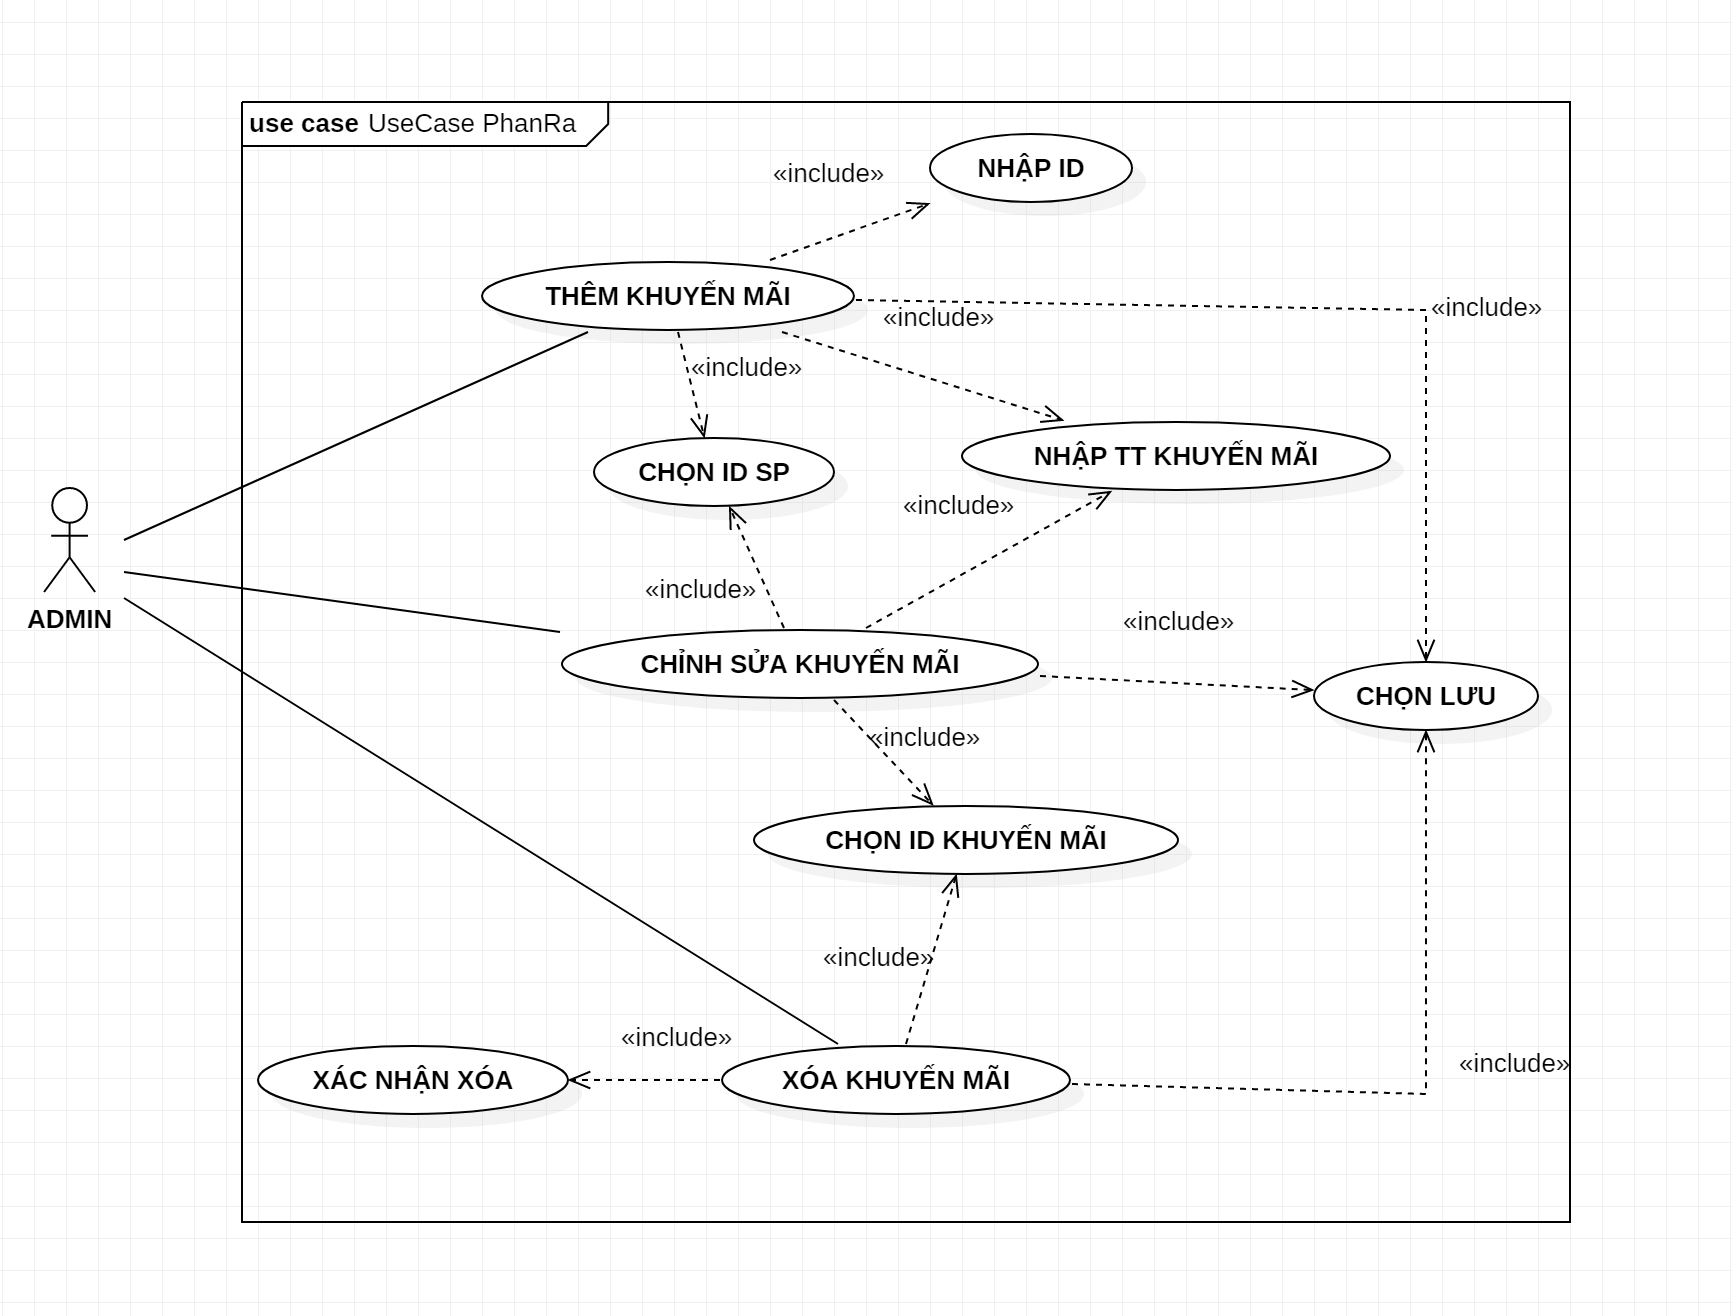 use case UseCase PhanRa
NHẬP ID
«include»
THÊM KHUYẾN MÃI
«include»
«include»
«include»
NHẬP TT KHUYẾN MÃI
CHỌN ID SP
«include»
«include»
ADMIN
«include»
CHỈNH SỬA KHUYẾN MÃI
CHỌN LƯU
«include»
CHỌN ID KHUYẾN MÃI
«include»
«include»
«include»
XÁC NHẬN XÓA
XÓA KHUYẾN MÃI